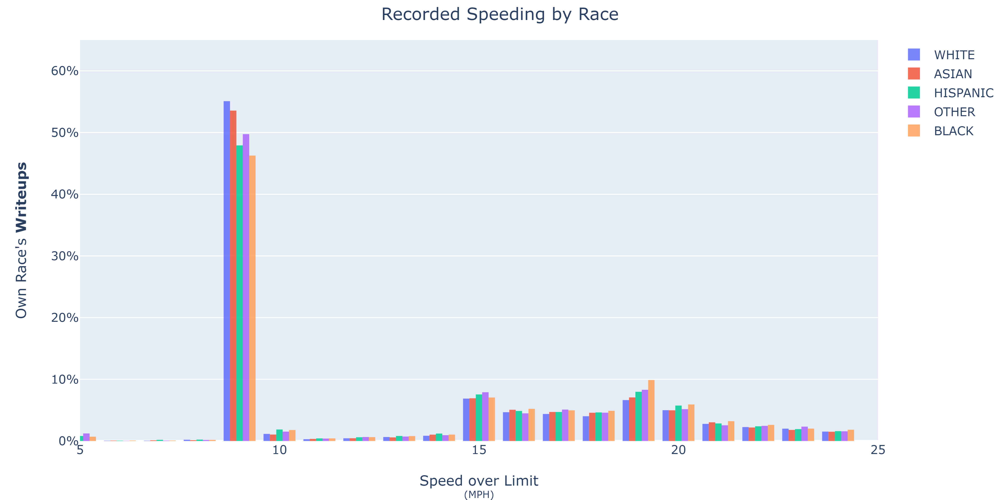 Recorded Speeding by Race
60%
50%
40%
30%
20%
10%
0%
Own Race's Writeups
5
10
15
20
25
Speed over Limit
(MPH)
WHITE
ASIAN
HISPANIC
OTHER
BLACK